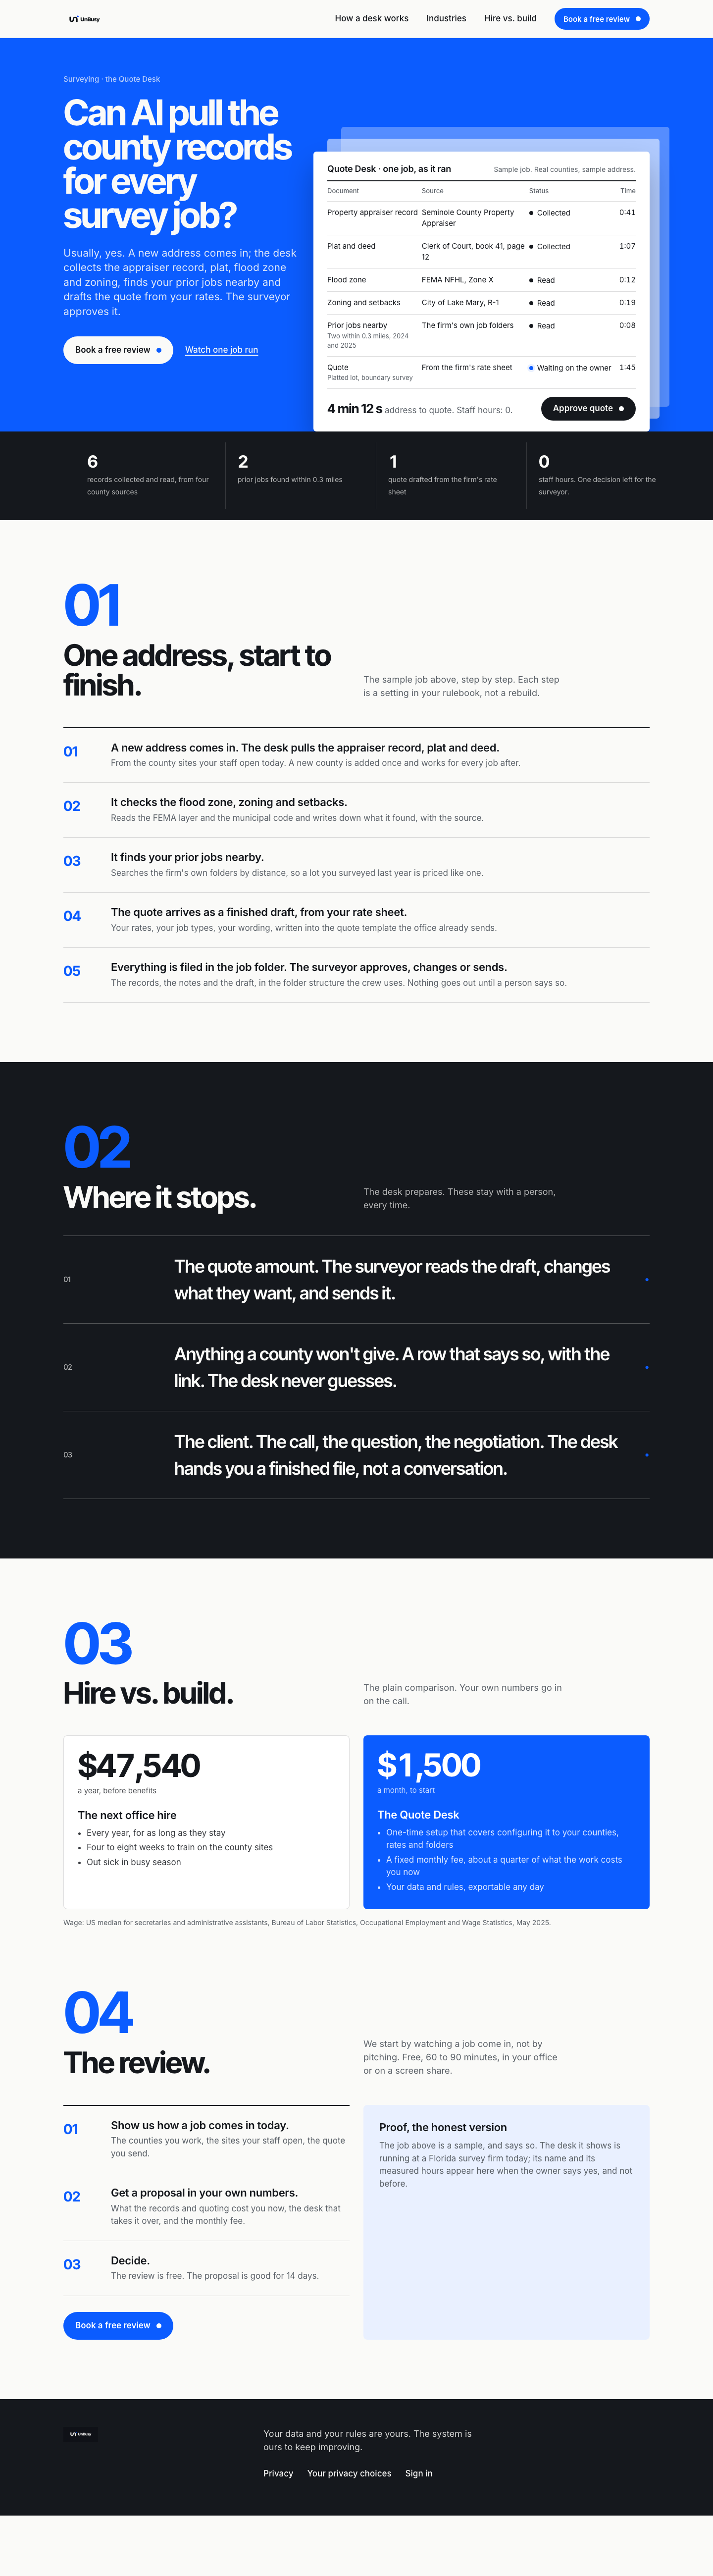 UniBusy
How a desk works
Industries
Hire vs. build
Book a free review
Surveying · the Quote Desk
Can AI pull the
county records
for every
survey job?
Usually, yes. A new address comes in; the desk
collects the appraiser record, plat, flood zone
and zoning, finds your prior jobs nearby and
drafts the quote from your rates. The surveyor
approves it.
Book a free review
Watch one job run
Quote Desk · one job, as it ran
Sample job. Real counties, sample address.
Document Source Status Time
Property appraiser record Seminole County Property Collected 0:41
Appraiser
Plat and deed Clerk of Court, book 41, page Collected 1:07
12
Flood zone FEMA NFHL, Zone X Read 0:12
Zoning and setbacks City of Lake Mary, R-1 Read 0:19
Prior jobs nearby The firm's own job folders Read 0:08
Two within 0.3 miles, 2024
and 2025
Quote From the firm's rate sheet Waiting on the owner 1:45
Platted lot, boundary survey
4 min 12 s address to quote. Staff hours: 0.
Approve quote
6
records collected and read, from four
county sources
2
prior jobs found within 0.3 miles
1
quote drafted from the firm's rate
sheet
0
staff hours. One decision left for the
surveyor.
01
One address, start to
finish.
The sample job above, step by step. Each step
is a setting in your rulebook, not a rebuild.
01
A new address comes in. The desk pulls the appraiser record, plat and deed.
From the county sites your staff open today. A new county is added once and works for every job after.
02
It checks the flood zone, zoning and setbacks.
Reads the FEMA layer and the municipal code and writes down what it found, with the source.
03
It finds your prior jobs nearby.
Searches the firm's own folders by distance, so a lot you surveyed last year is priced like one.
04
The quote arrives as a finished draft, from your rate sheet.
Your rates, your job types, your wording, written into the quote template the office already sends.
05
Everything is filed in the job folder. The surveyor approves, changes or sends.
The records, the notes and the draft, in the folder structure the crew uses. Nothing goes out until a person says so.
02
Where it stops.
The desk prepares. These stay with a person,
every time.
01
The quote amount. The surveyor reads the draft, changes
what they want, and sends it.
02
Anything a county won't give. A row that says so, with the
link. The desk never guesses.
03
The client. The call, the question, the negotiation. The desk
hands you a finished file, not a conversation.
03
Hire vs. build.
The plain comparison. Your own numbers go in
on the call.
$47,540
a year, before benefits
The next office hire
• Every year, for as long as they stay
• Four to eight weeks to train on the county sites
• Out sick in busy season
$1,500
a month, to start
The Quote Desk
• One-time setup that covers configuring it to your counties,
rates and folders
• A fixed monthly fee, about a quarter of what the work costs
you now
• Your data and rules, exportable any day
Wage: US median for secretaries and administrative assistants, Bureau of Labor Statistics, Occupational Employment and Wage Statistics, May 2025.
04
The review.
We start by watching a job come in, not by
pitching. Free, 60 to 90 minutes, in your office
or on a screen share.
01
Show us how a job comes in today.
The counties you work, the sites your staff open, the quote
you send.
02
Get a proposal in your own numbers.
What the records and quoting cost you now, the desk that
takes it over, and the monthly fee.
03
Decide.
The review is free. The proposal is good for 14 days.
Book a free review
Proof, the honest version
The job above is a sample, and says so. The desk it shows is
running at a Florida survey firm today; its name and its
measured hours appear here when the owner says yes, and not
before.
UniBusy
Your data and your rules are yours. The system is
ours to keep improving.
Privacy
Your privacy choices
Sign in